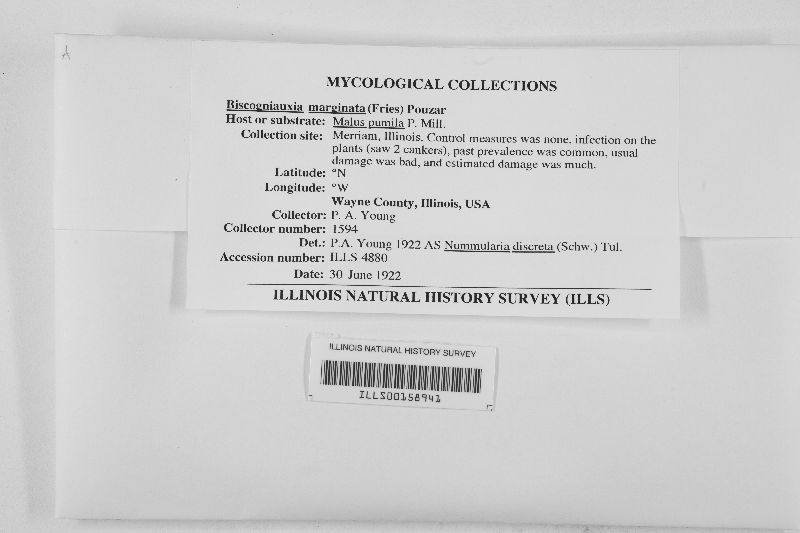 A
MYCOLOGICAL COLLECTIONS
Biscogniauxia marginata (Fries) Pouzar
Host or substrate: Malus pumila P. Mill.
Collection site: Merriam, Illinois. Control measures was none, infection on the
plants (saw 2 cankers), past prevalence was common, usual
damage was bad, and estimated damage was much.
Latitude: °N
Longitude: °W
Wayne County, Illinois, USA
Collector: P. A. Young
Collector number: 1594
Det.: P.A. Young 1922 AS Nummularia discreta (Schw.) Tul.
Accession number: ILLS 4880
Date: 30 June 1922
ILLINOIS NATURAL HISTORY SURVEY (ILLS)
ILLINOIS NATURAL HISTORY SURVEY
ILLS00158941